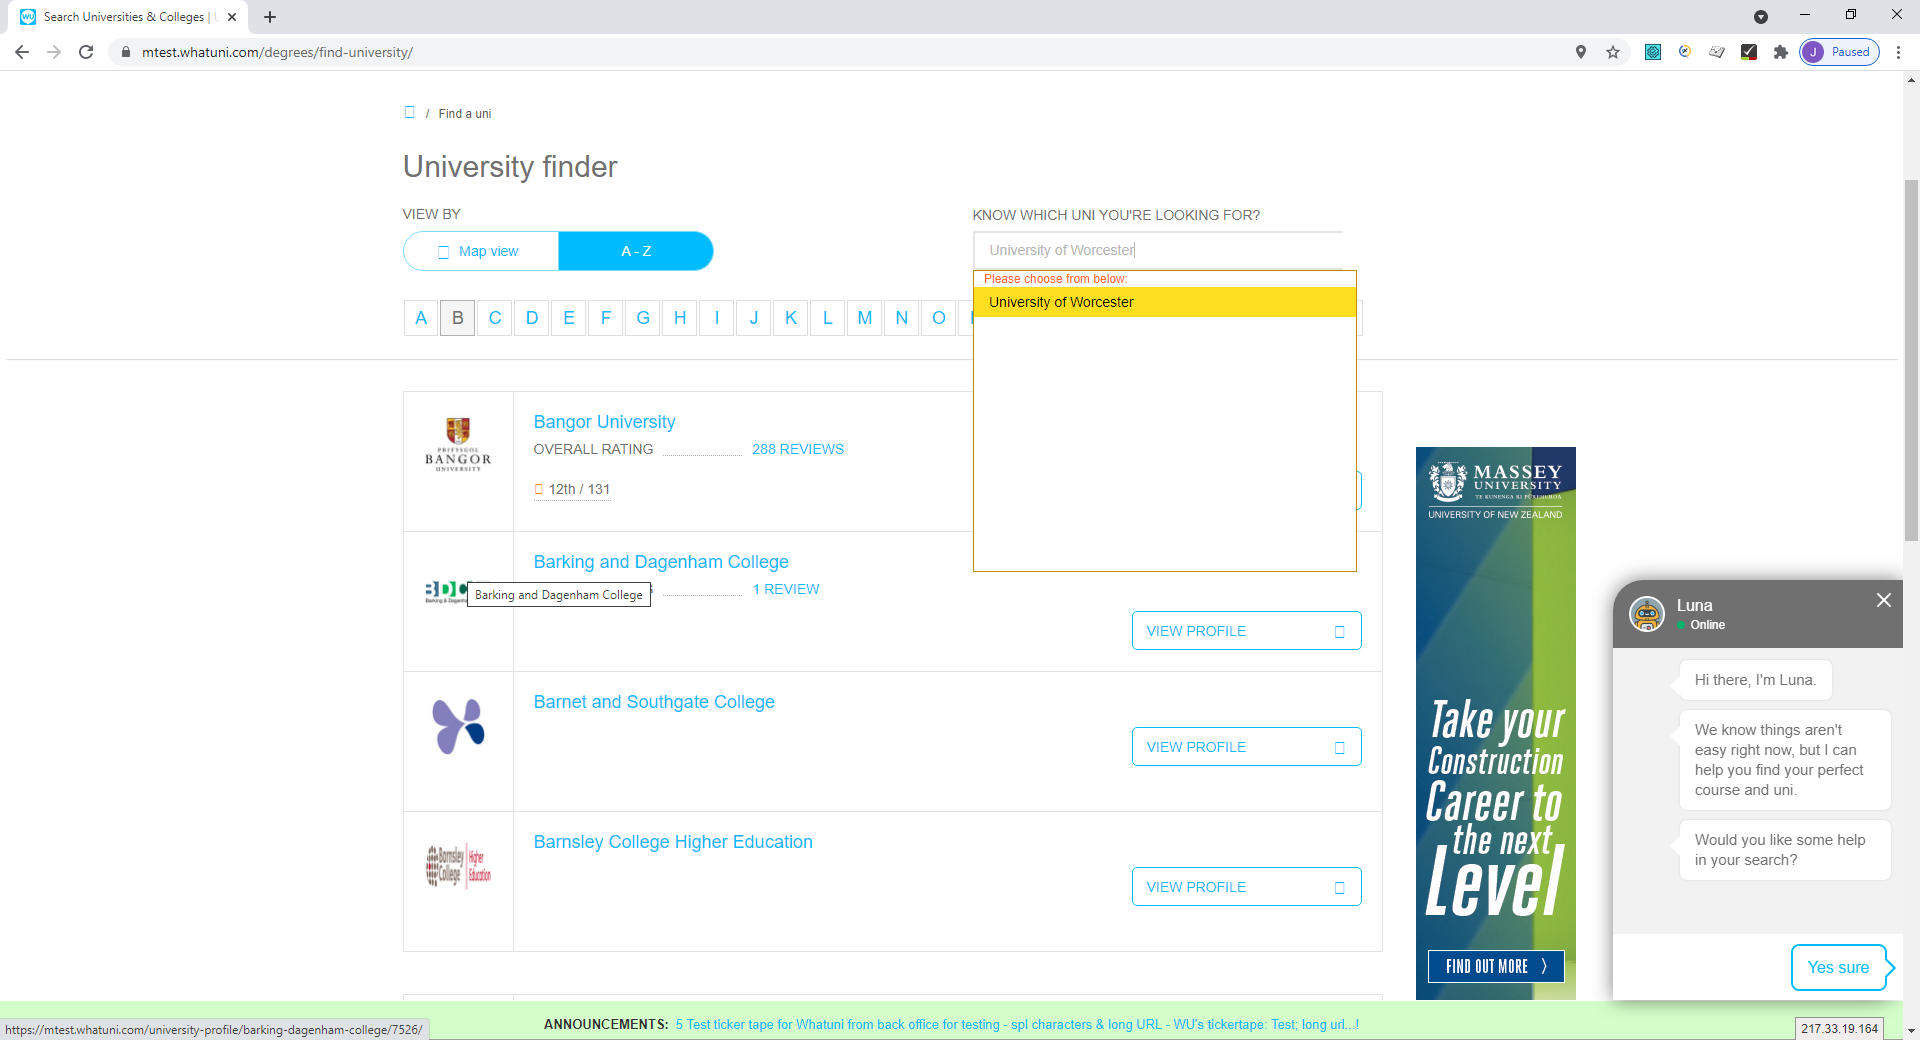 Search Universities & Colleges |
mtest.whatuni.com/degrees/find-university/
J Paused
/ Find a uni
University finder
VIEW BY
Map view
A - Z
KNOW WHICH UNI YOU'RE LOOKING FOR?
University of Worcester
Please choose from below:
University of Worcester
A B C D E F G H I J K L M N O
PRIFYSGOL
BANGOR
UNIVERSITY
Bangor University
OVERALL RATING 288 REVIEWS
12th / 131
Barking and Dagenham College
1 REVIEW
Barking and Dagenham College
VIEW PROFILE
Barnet and Southgate College
VIEW PROFILE
Barnsley College
Higher Education
Barnsley College Higher Education
VIEW PROFILE
MASSEY
UNIVERSITY
TE KUNENGA KI PŪREHUROA
UNIVERSITY OF NEW ZEALAND
Take your
Construction
Career to
the next
Level
FIND OUT MORE
Luna
Online
Hi there, I'm Luna.
We know things aren't
easy right now, but I can
help you find your perfect
course and uni.
Would you like some help
in your search?
Yes sure
ANNOUNCEMENTS: 5 Test ticker tape for Whatuni from back office for testing - spl characters & long URL - WU's tickertape: Test; long url...!
https://mtest.whatuni.com/university-profile/barking-dagenham-college/7526/
217.33.19.164